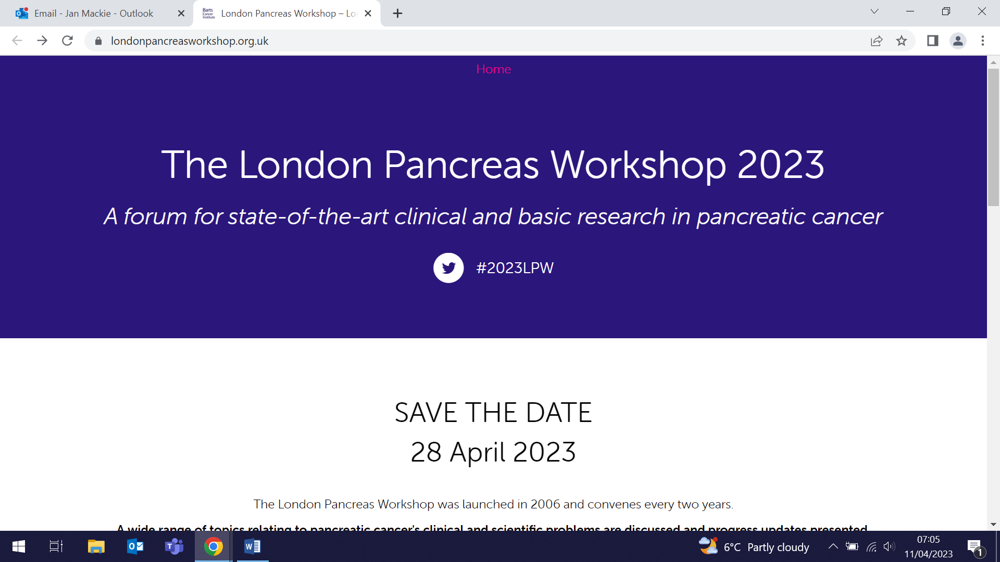 Email - Jan Mackie - Outlook
Barts Cancer Institute
London Pancreas Workshop – Lo
londonpancreasworkshop.org.uk
Home
The London Pancreas Workshop 2023
A forum for state-of-the-art clinical and basic research in pancreatic cancer
#2023LPW
SAVE THE DATE
28 April 2023
The London Pancreas Workshop was launched in 2006 and convenes every two years.
A wide range of topics relating to pancreatic cancer's clinical and scientific problems are discussed and progress updates presented
6°C Partly cloudy
07:05
11/04/2023
1